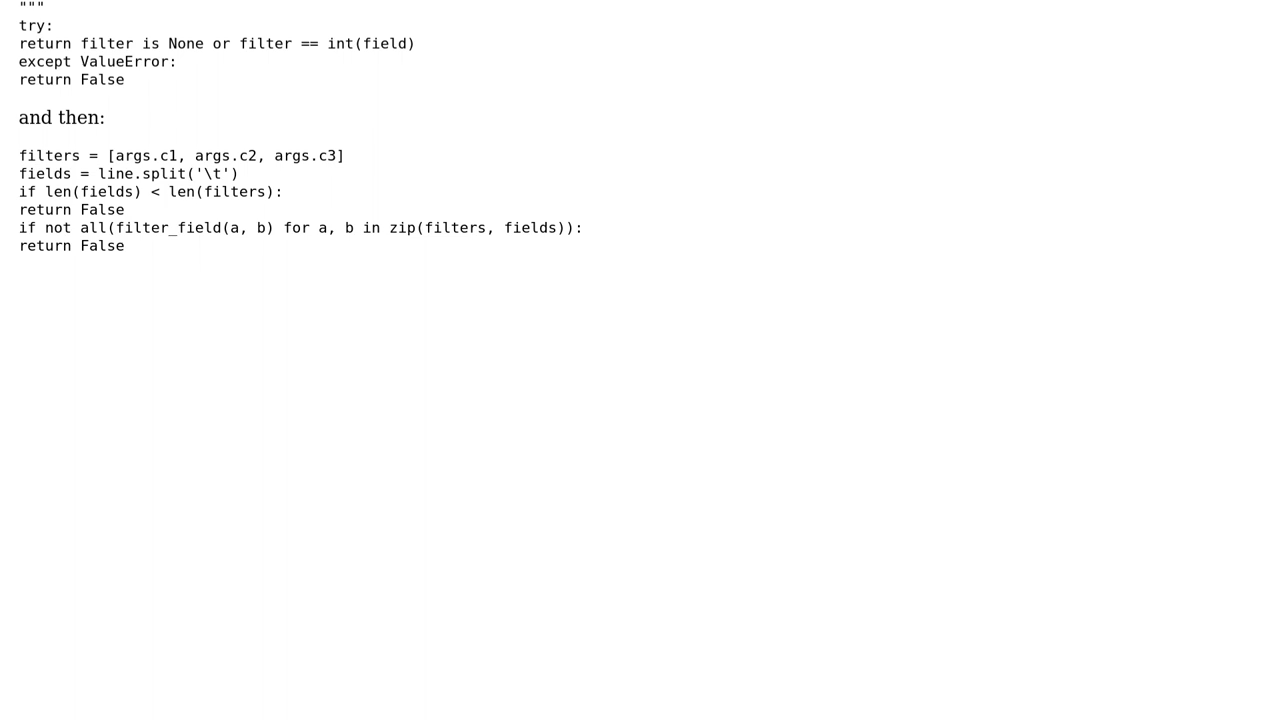 """
try:
return filter is None or filter == int(field)
except ValueError:
return False
and then:
filters = [args.c1, args.c2, args.c3]
fields = line.split('\t')
if len(fields) < len(filters):
return False
if not all(filter_field(a, b) for a, b in zip(filters, fields)):
return False